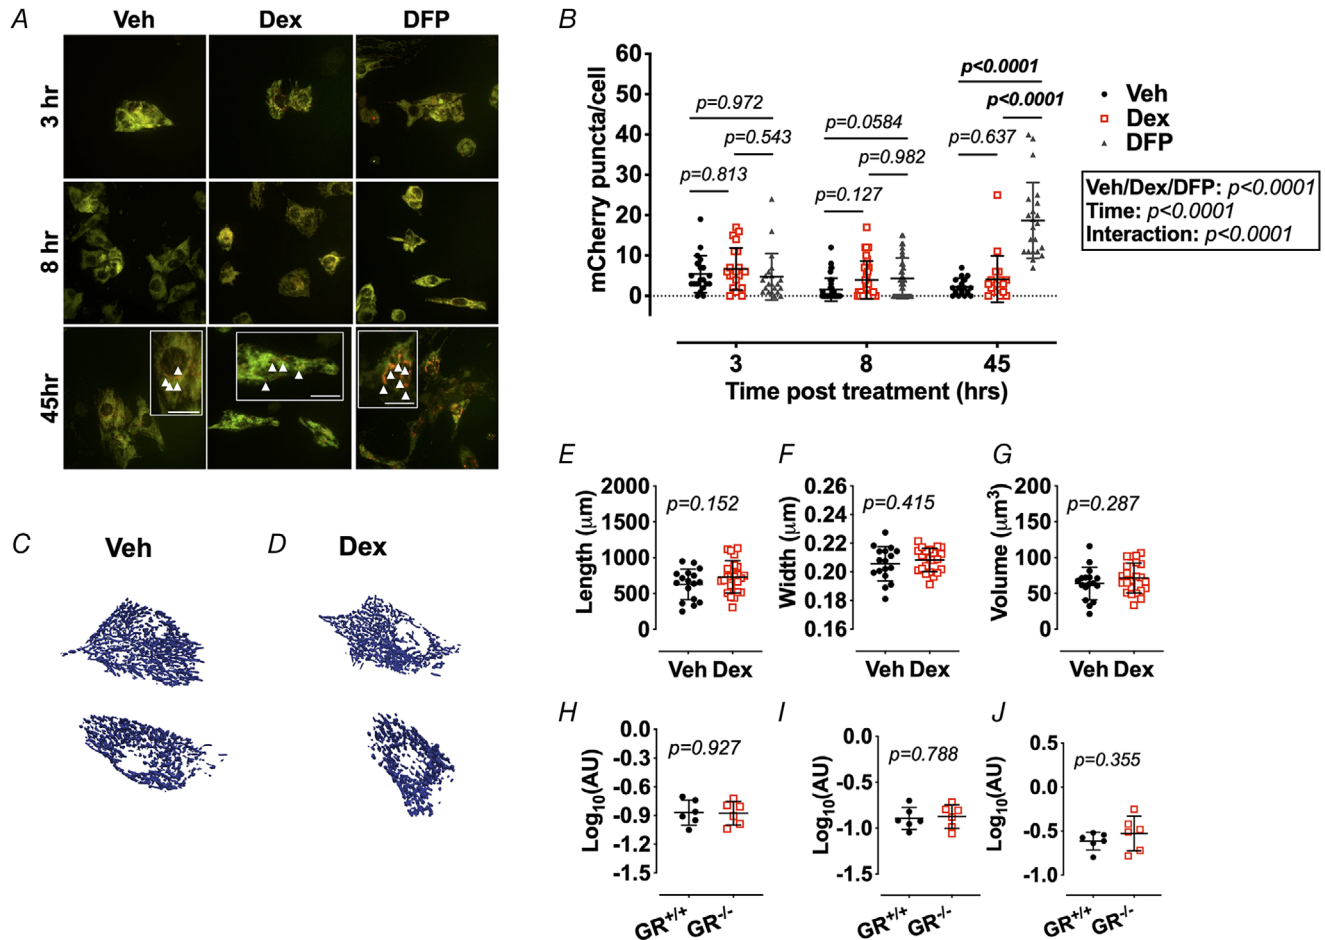 A
Veh
Dex
DFP
3 hr
8 hr
45hr
B
mCherry puncta/cell
60
50
40
30
20
10
0
p=0.972
p=0.543
p=0.813
p=0.0584
p=0.982
p=0.127
p<0.0001
p<0.0001
p=0.637
3
8
45
Time post treatment (hrs)
Veh
Dex
DFP
Veh/Dex/DFP: p<0.0001
Time: p<0.0001
Interaction: p<0.0001
C
Veh
D
Dex
E
Length (μm)
2000
1500
1000
500
0
p=0.152
Veh Dex
F
Width (μm)
0.26
0.24
0.22
0.20
0.18
0.16
p=0.415
Veh Dex
G
Volume (μm³)
200
150
100
50
0
p=0.287
Veh Dex
H
Log₁₀(AU)
0.0
-0.3
-0.6
-0.9
-1.2
-1.5
p=0.927
GR⁺/⁺ GR⁻/⁻
I
Log₁₀(AU)
0.0
-0.5
-1.0
-1.5
p=0.788
GR⁺/⁺ GR⁻/⁻
J
Log₁₀(AU)
0.5
0.0
-0.5
-1.0
p=0.355
GR⁺/⁺ GR⁻/⁻